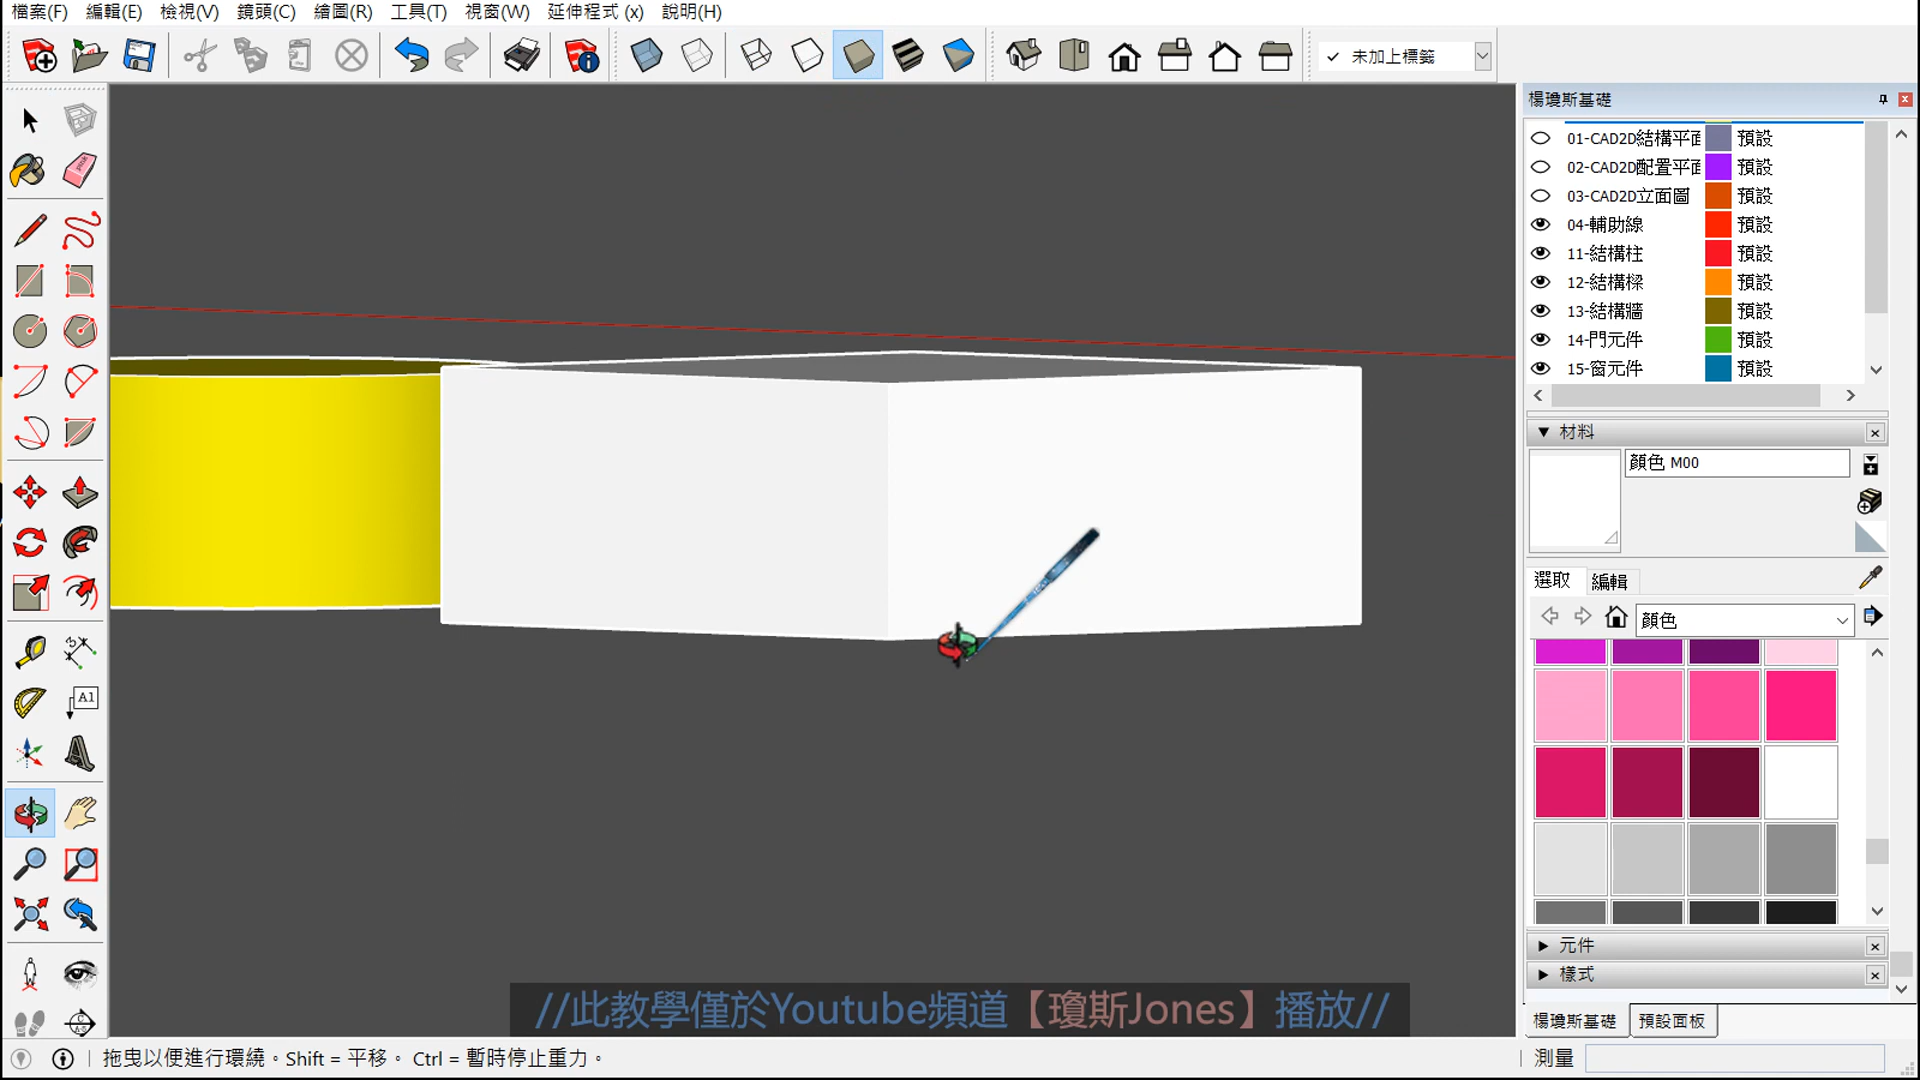 檔案(F) 編輯(E) 檢視(V) 鏡頭(C) 繪圖(R) 工具(T) 視窗(W) 延伸程式 (x) 說明(H)
✓ 未加上標籤
楊瓊斯基礎
01-CAD2D結構平面 預設
02-CAD2D配置平面 預設
03-CAD2D立面圖 預設
04-輔助線 預設
11-結構柱 預設
12-結構樑 預設
13-結構牆 預設
14-門元件 預設
15-窗元件 預設
材料
顏色 M00
選取 編輯
顏色
A1
元件
樣式
//此教學僅於Youtube頻道【瓊斯Jones】播放//
楊瓊斯基礎 預設面板
拖曳以便進行環繞。Shift = 平移。 Ctrl = 暫時停止重力。
測量